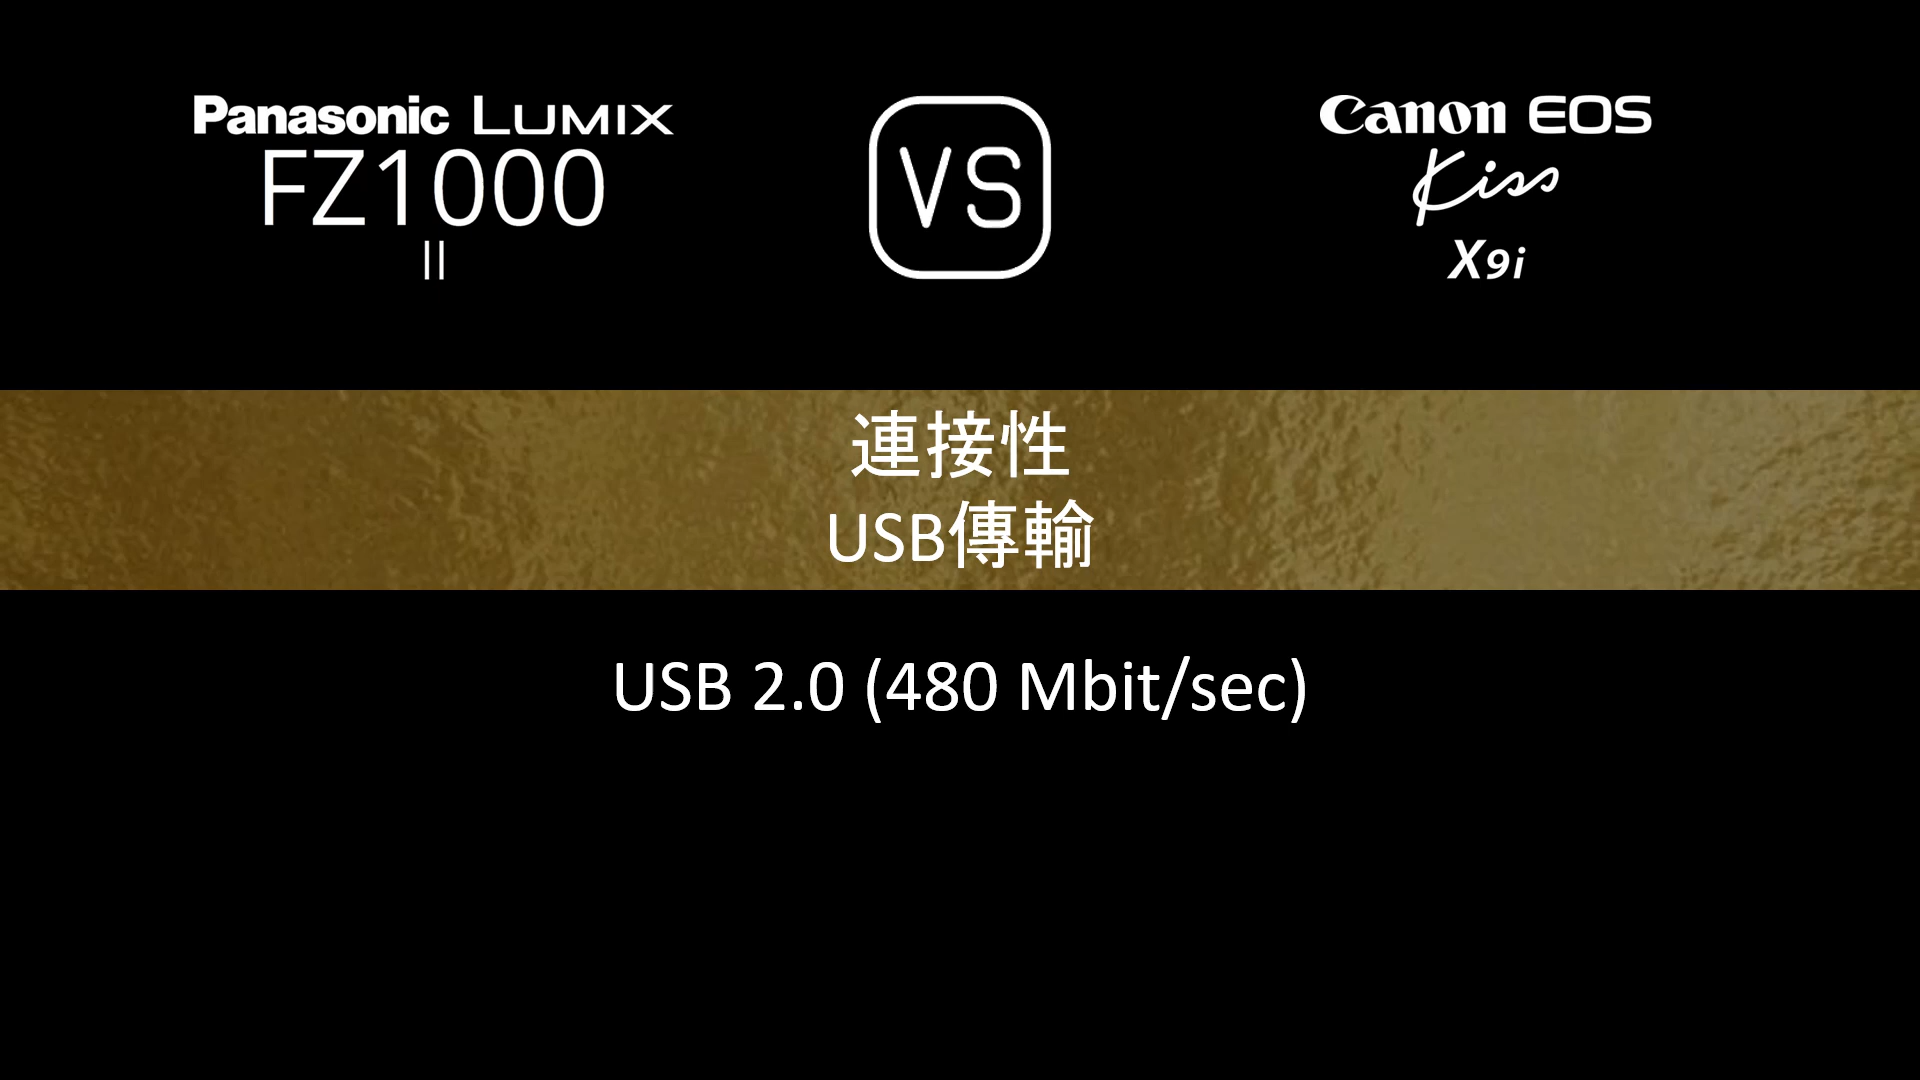 Panasonic LUMIX
FZ1000
II
VS
Canon EOS
Kiss
X9i
連接性
USB傳輸
USB 2.0 (480 Mbit/sec)